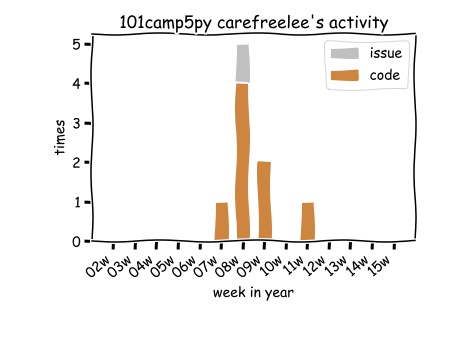 101camp5py carefreelee's activity
issue
code
times
5
4
3
2
1
0
02w 03w 04w 05w 06w 07w 08w 09w 10w 11w 12w 13w 14w 15w
week in year